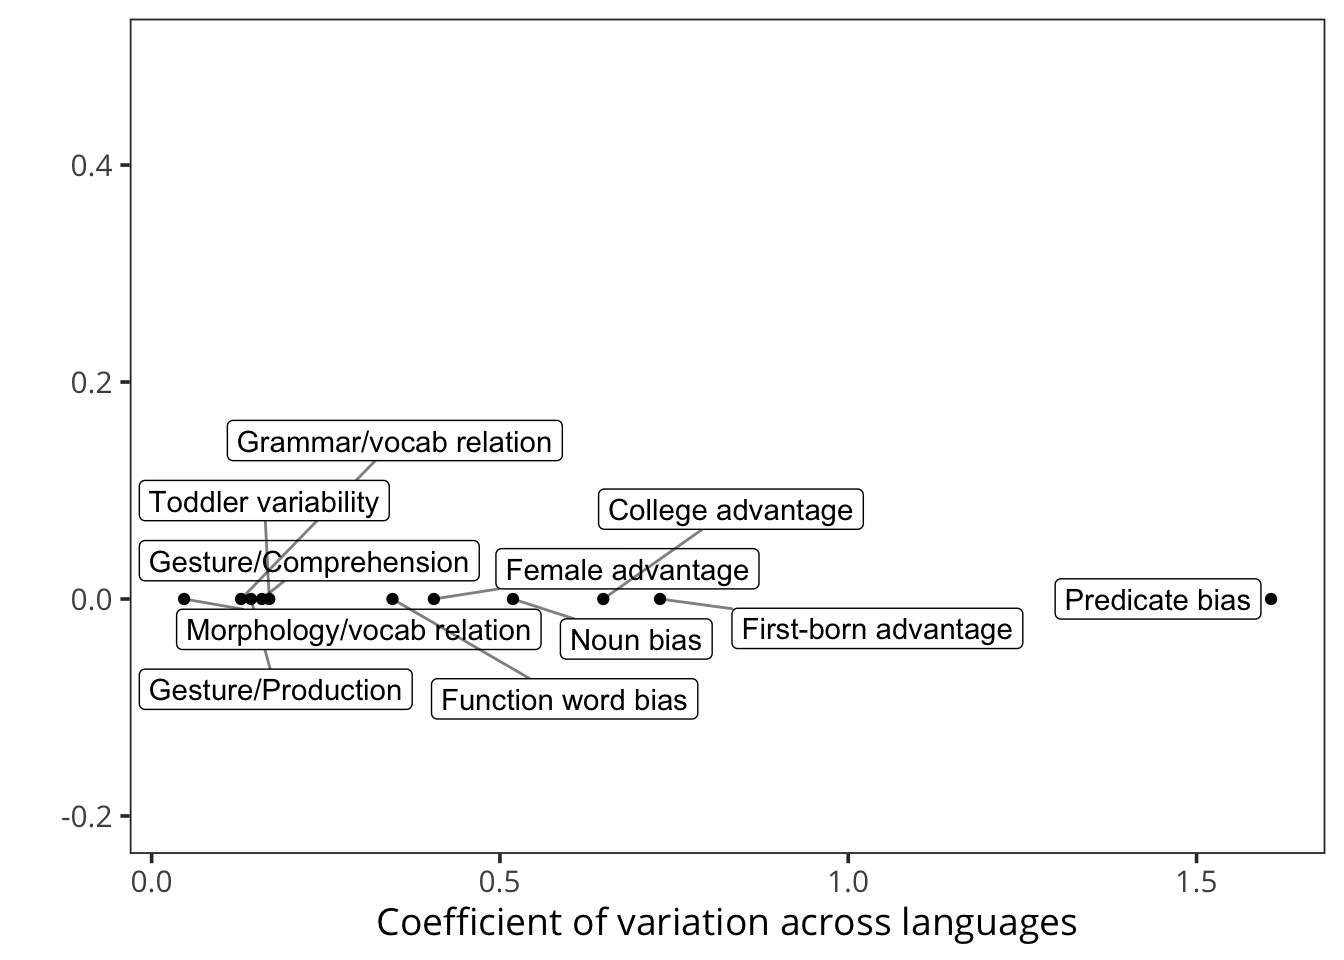 0.4
0.2
Grammar/vocab relation
Toddler variability
College advantage
Gesture/Comprehension
Female advantage
0.0
Predicate bias
Morphology/vocab relation
Noun bias
First-born advantage
Gesture/Production
Function word bias
-0.2
0.0 0.5 1.0 1.5
Coefficient of variation across languages